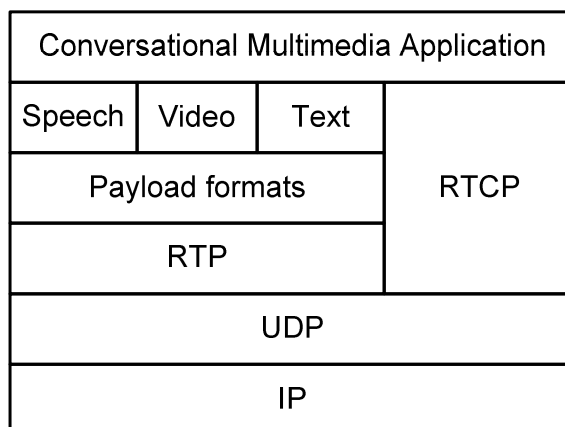 Conversational Multimedia Application
Speech
Video
Text
Payload formats
RTCP
RTP
UDP
IP